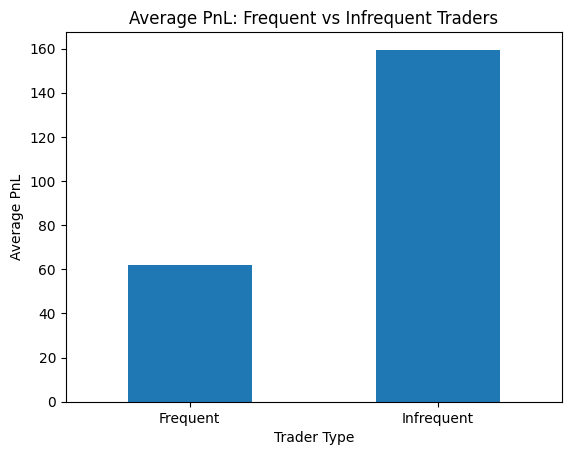 Average PnL: Frequent vs Infrequent Traders
160
140
120
100
80
60
40
20
0
Average PnL
Frequent
Infrequent
Trader Type